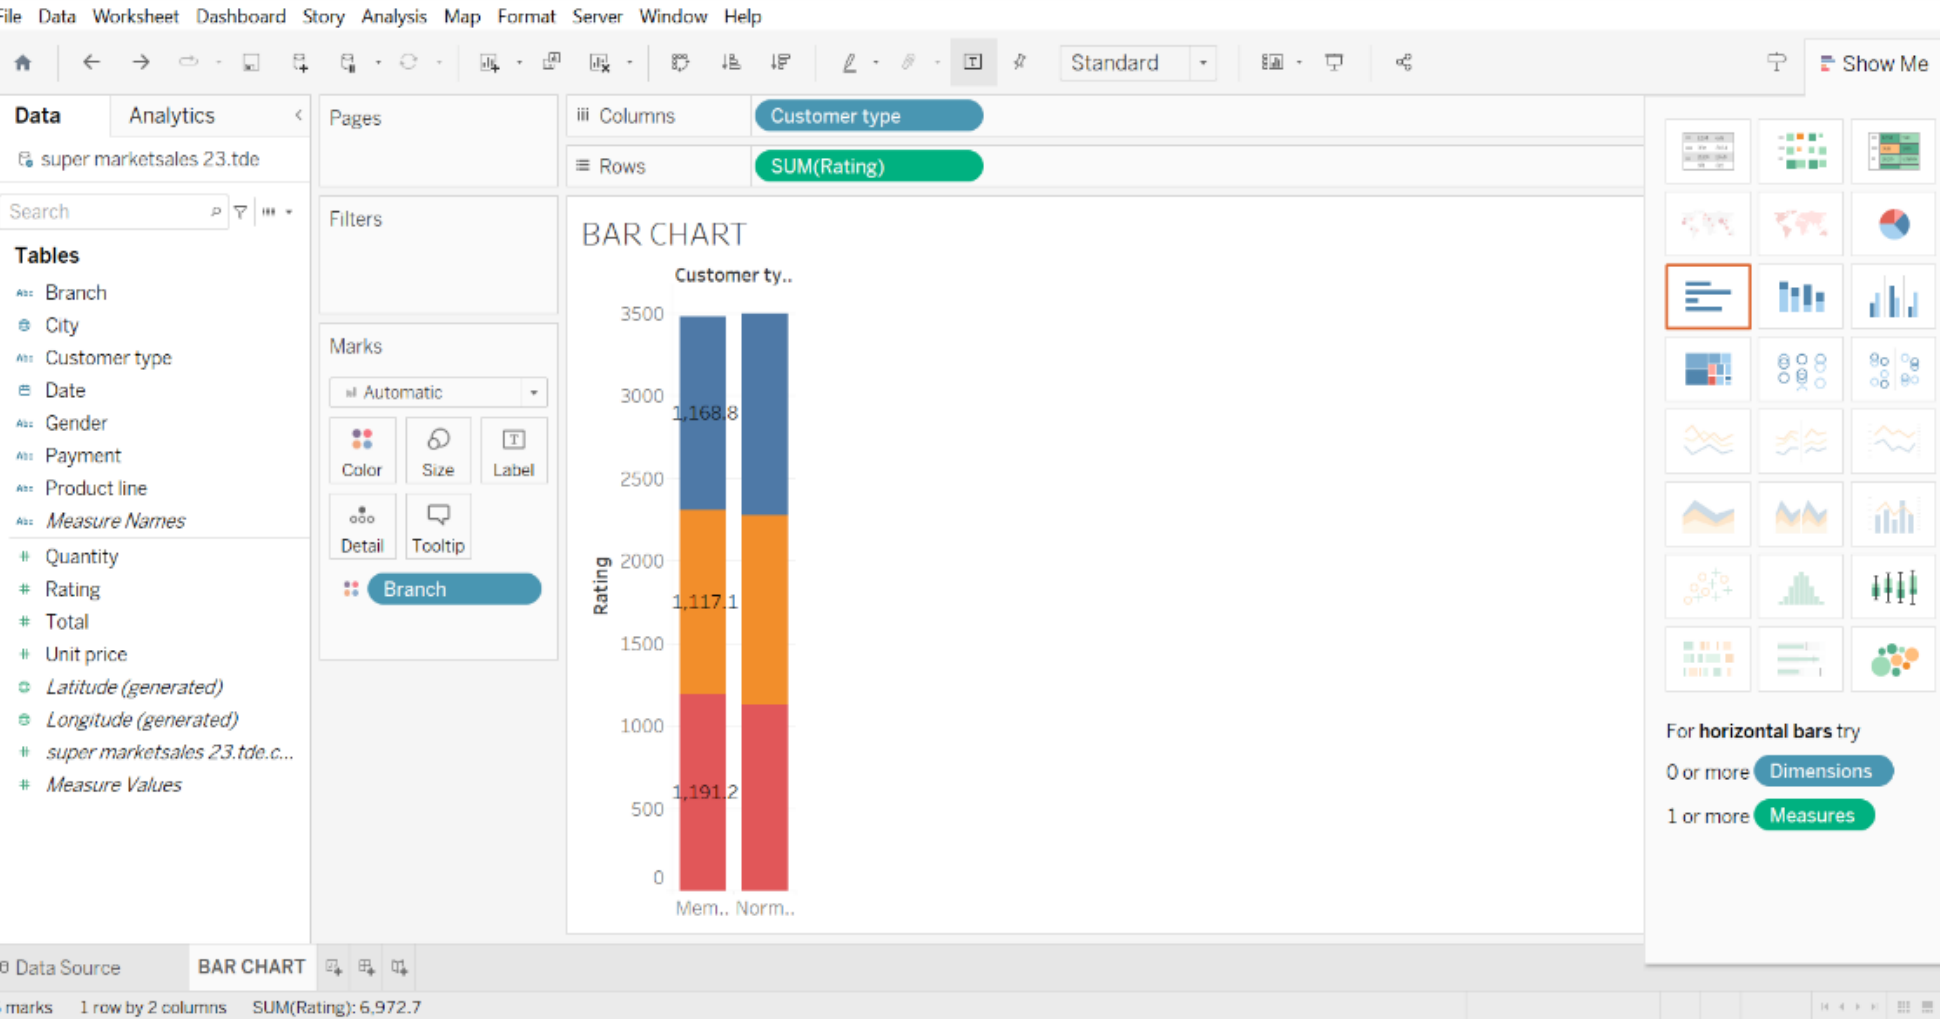 File Data Worksheet Dashboard Story Analysis Map Format Server Window Help
Standard
Show Me
Data Analytics
super marketsales 23.tde
Search
Tables
Abc Branch
City
Abc Customer type
Date
Abc Gender
Abc Payment
Abc Product line
Abc Measure Names
# Quantity
# Rating
# Total
# Unit price
Latitude (generated)
Longitude (generated)
# super marketsales 23.tde.c...
# Measure Values
Pages
Filters
Marks
Automatic
Color Size Label
Detail Tooltip
Branch
Columns Customer type
Rows SUM(Rating)
BAR CHART
Customer ty..
3500
3000
2500
2000
1500
1000
500
0
Rating
1,168.8
1,117.1
1,191.2
Mem.. Norm..
For horizontal bars try
0 or more Dimensions
1 or more Measures
Data Source BAR CHART
marks 1 row by 2 columns SUM(Rating): 6,972.7